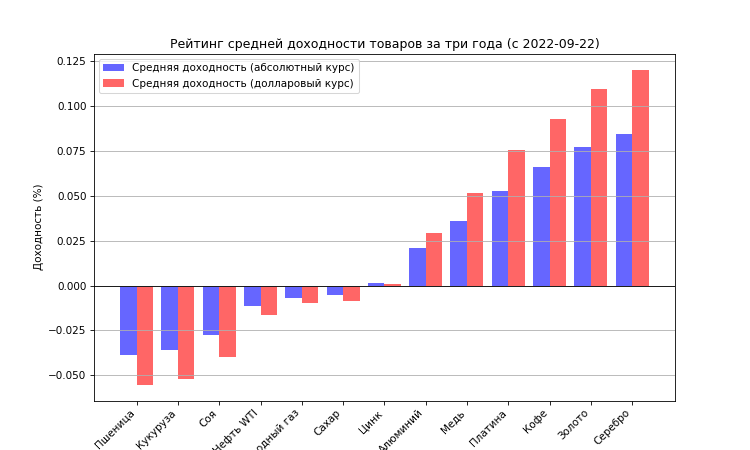 Рейтинг средней доходности товаров за три года (с 2022-09-22)
Средняя доходность (абсолютный курс)
Средняя доходность (долларовый курс)
Доходность (%)
0.125
0.100
0.075
0.050
0.025
0.000
−0.025
−0.050
Пшеница
Кукуруза
Соя
Нефть WTI
одный газ
Сахар
Цинк
Алюминий
Медь
Платина
Кофе
Золото
Серебро